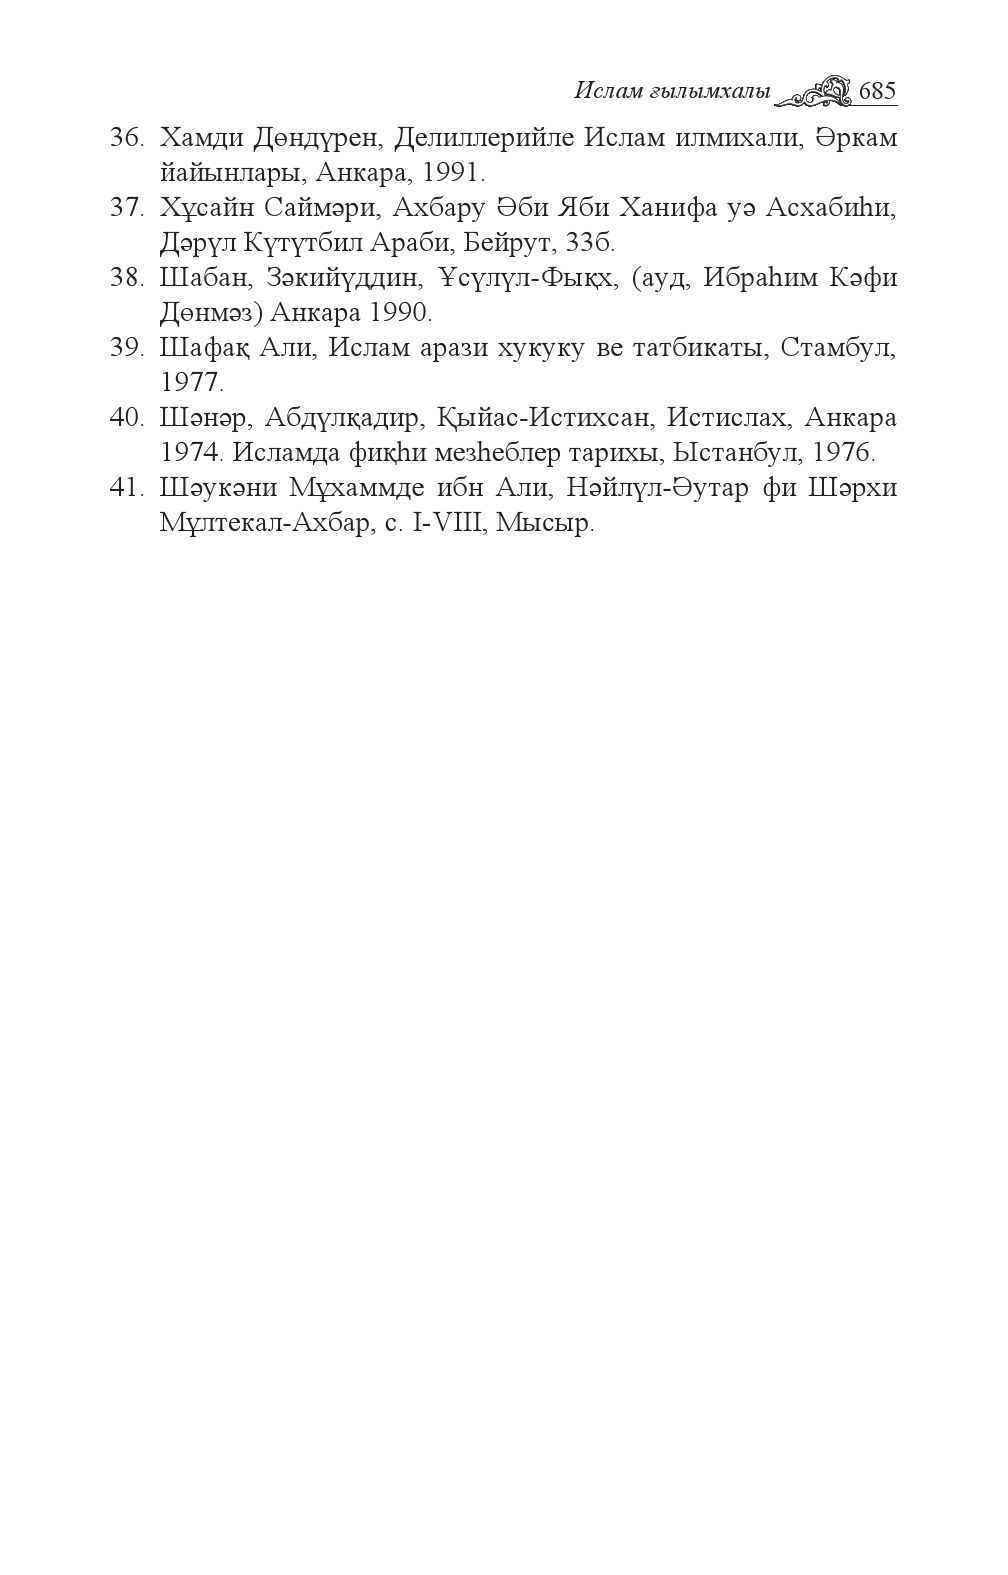 Ислам ғылымхалы 685
36. Хамди Дөндүрен, Делиллерийле Ислам илмихали, Әркам
йайынлары, Анкара, 1991.
37. Хұсайн Саймәри, Ахбару Әби Яби Ханифа уә Асхабиһи,
Дәрүл Күтүтбил Араби, Бейрут, 33б.
38. Шабан, Зәкийүддин, Ұсүлүл-Фықх, (ауд, Ибраһим Кәфи
Дөнмәз) Анкара 1990.
39. Шафақ Али, Ислам арази хукуку ве татбикаты, Стамбул,
1977.
40. Шәнәр, Абдүлқадир, Қыйас-Истихсан, Истислах, Анкара
1974. Исламда фиқһи мезһеблер тарихы, Ыстанбул, 1976.
41. Шәукәни Мұхаммде ибн Али, Нәйлүл-Әутар фи Шәрхи
Мұлтекал-Ахбар, с. I-VIII, Мысыр.